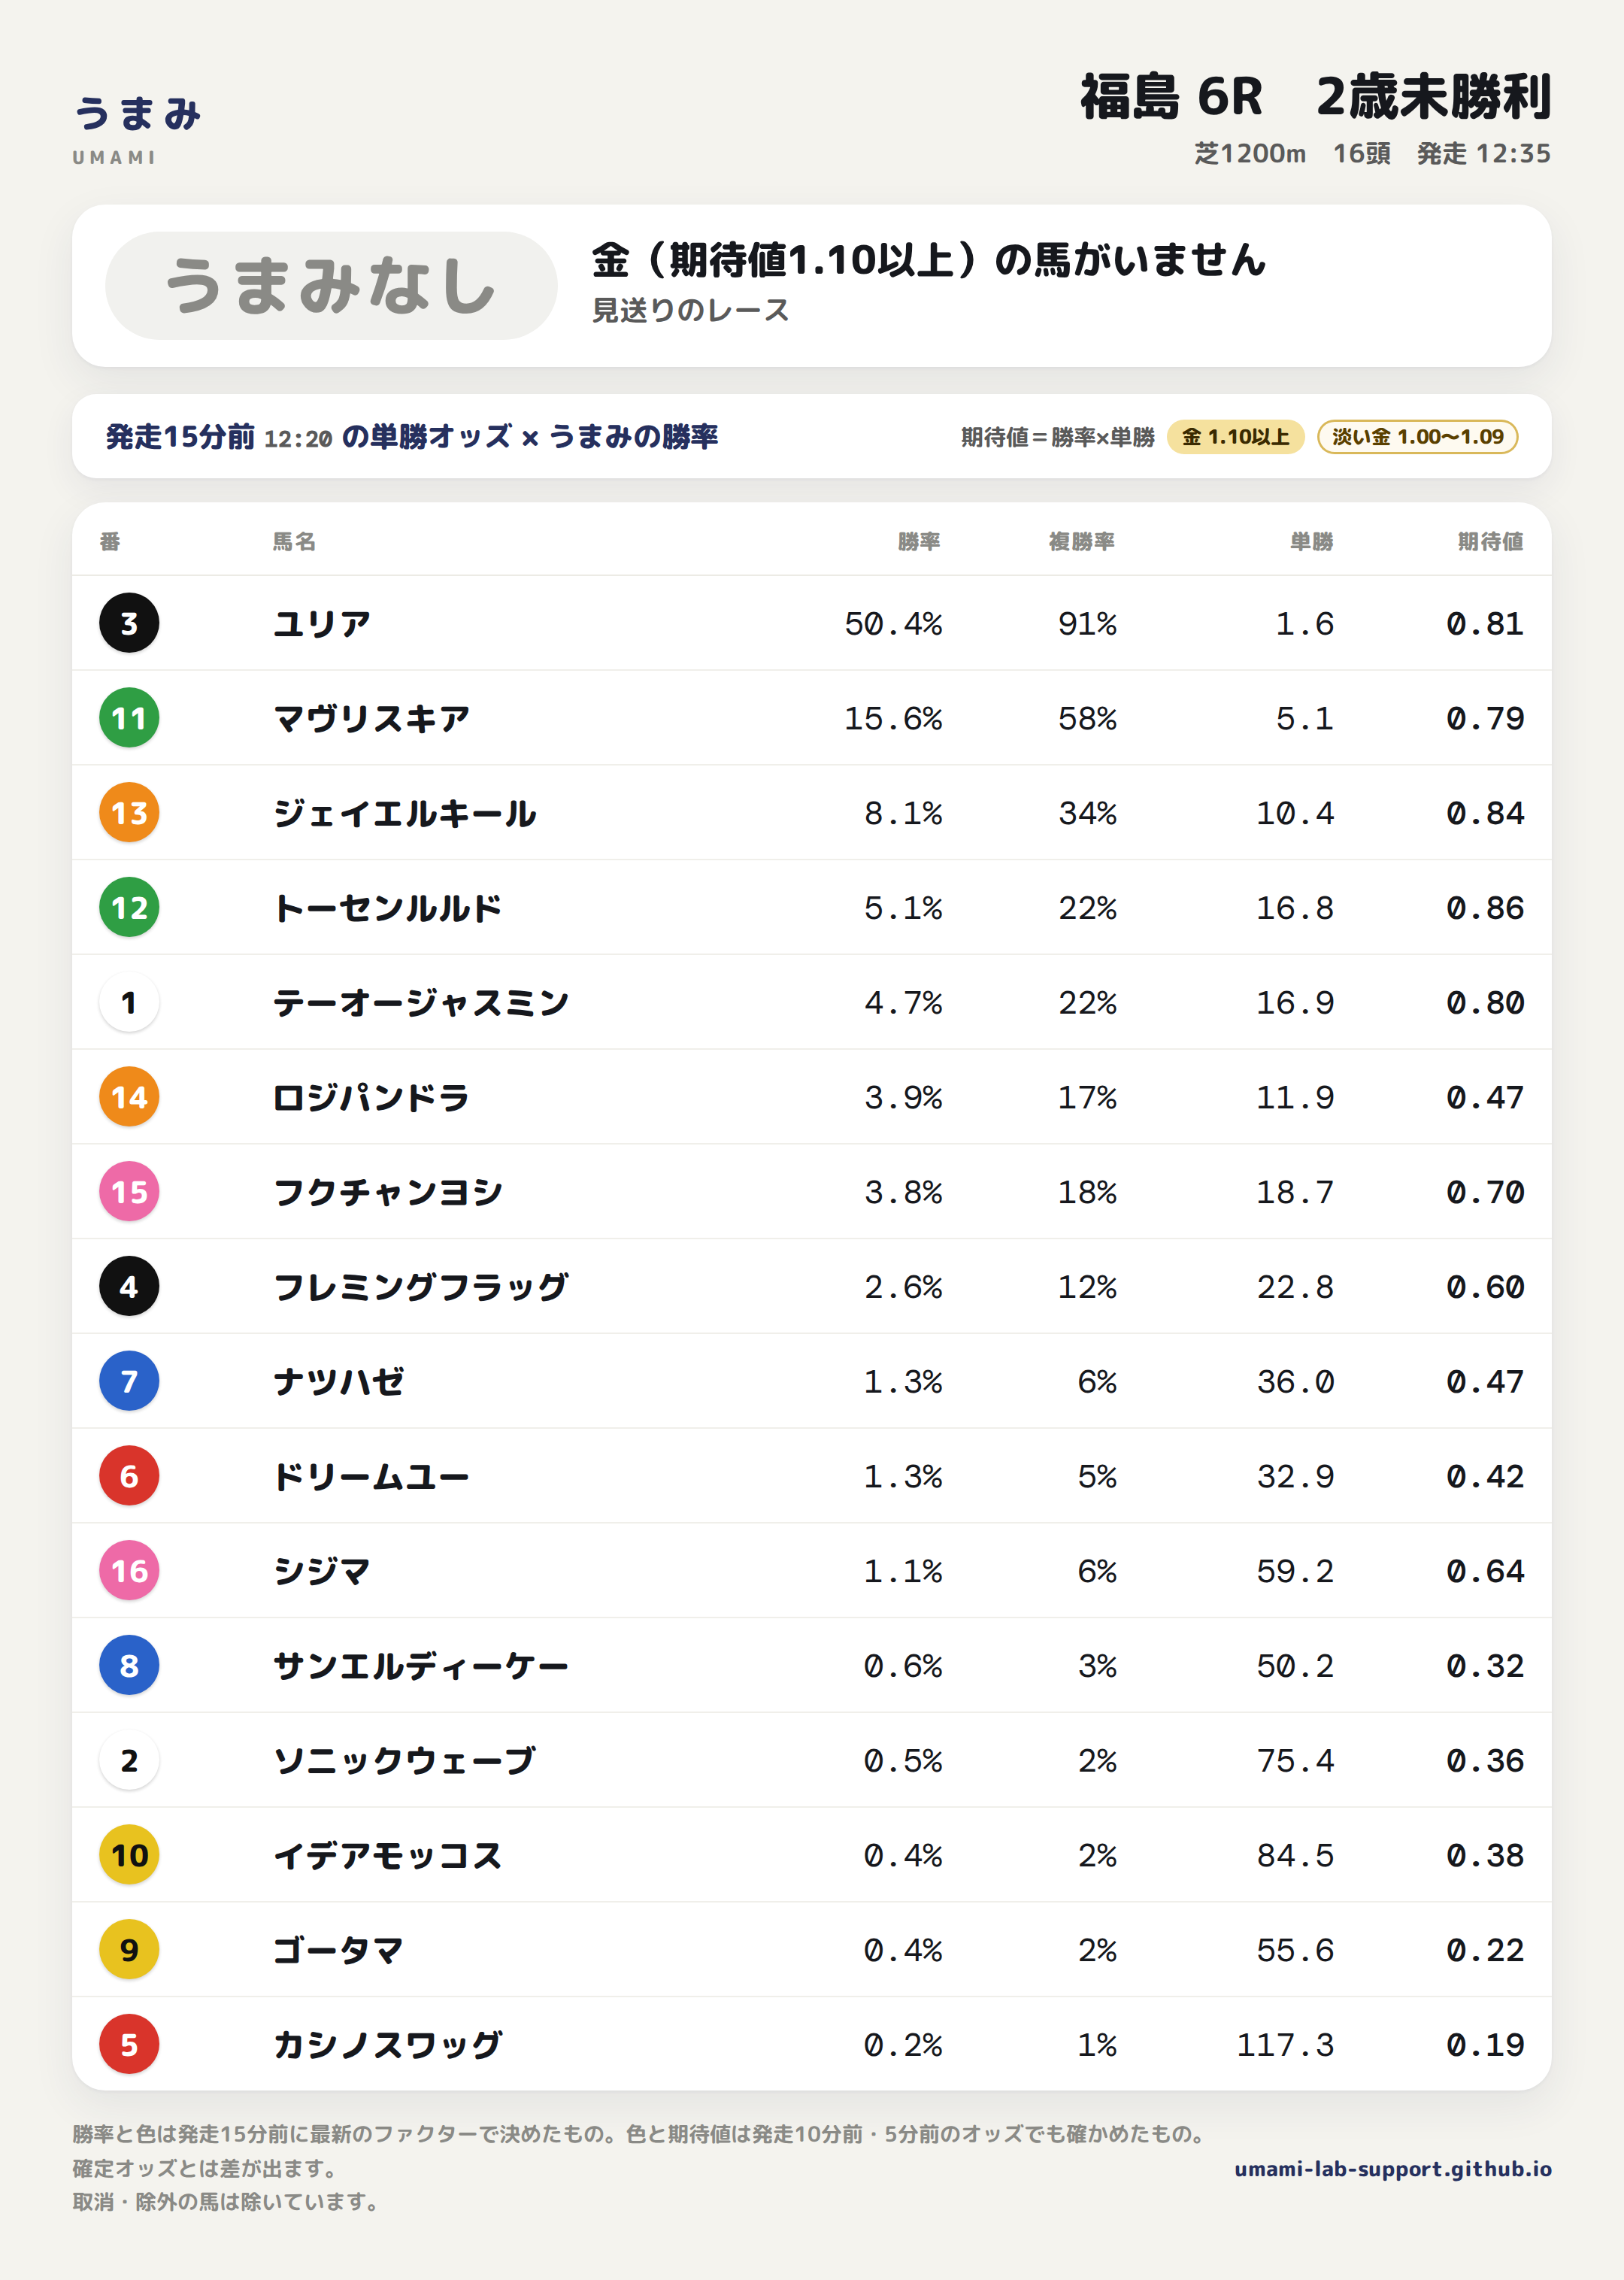 うまみ
UMAMI
福島 6R　2歳未勝利
芝1200m　16頭　発走 12:35
うまみなし
金（期待値1.10以上）の馬がいません
見送りのレース
発走15分前 12:20 の単勝オッズ × うまみの勝率
期待値＝勝率×単勝 金 1.10以上 淡い金 1.00〜1.09
番 馬名 勝率 複勝率 単勝 期待値
3 ユリア 50.4% 91% 1.6 0.81
11 マヴリスキア 15.6% 58% 5.1 0.79
13 ジェイエルキール 8.1% 34% 10.4 0.84
12 トーセンルルド 5.1% 22% 16.8 0.86
1 テーオージャスミン 4.7% 22% 16.9 0.80
14 ロジパンドラ 3.9% 17% 11.9 0.47
15 フクチャンヨシ 3.8% 18% 18.7 0.70
4 フレミングフラッグ 2.6% 12% 22.8 0.60
7 ナツハゼ 1.3% 6% 36.0 0.47
6 ドリームユー 1.3% 5% 32.9 0.42
16 シジマ 1.1% 6% 59.2 0.64
8 サンエルディーケー 0.6% 3% 50.2 0.32
2 ソニックウェーブ 0.5% 2% 75.4 0.36
10 イデアモッコス 0.4% 2% 84.5 0.38
9 ゴータマ 0.4% 2% 55.6 0.22
5 カシノスワッグ 0.2% 1% 117.3 0.19
勝率と色は発走15分前に最新のファクターで決めたもの。色と期待値は発走10分前・5分前のオッズでも確かめたもの。
確定オッズとは差が出ます。
取消・除外の馬は除いています。
umami-lab-support.github.io